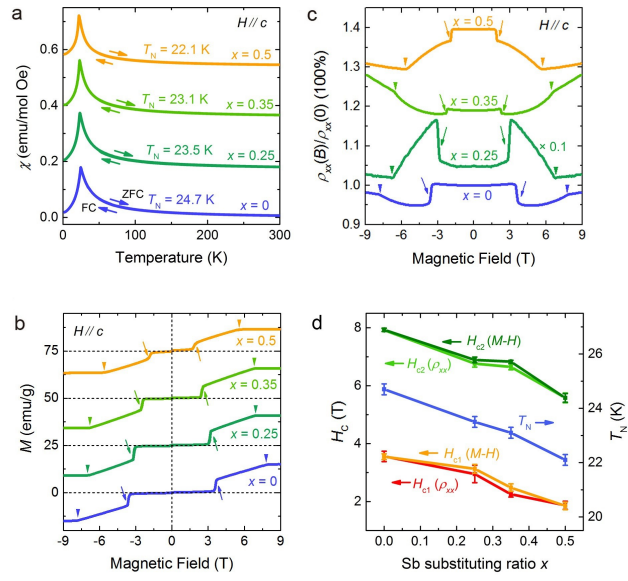 a
H // c
0.6
0.4
0.2
0.0
χ (emu/mol Oe)
T_N = 22.1 K
x = 0.5
T_N = 23.1 K
x = 0.35
T_N = 23.5 K
x = 0.25
ZFC
T_N = 24.7 K
FC
x = 0
0 100 200 300
Temperature (K)
c
H // c
1.4
1.3
1.2
1.1
1.0
0.9
ρ_xx(B)/ρ_xx(0) (100%)
x = 0.5
x = 0.35
× 0.1
x = 0.25
x = 0
-9 -6 -3 0 3 6 9
Magnetic Field (T)
b
H // c
75
50
25
0
M (emu/g)
x = 0.5
x = 0.35
x = 0.25
x = 0
-9 -6 -3 0 3 6 9
Magnetic Field (T)
d
8
6
4
2
H_C (T)
H_c2 (M-H)
H_c2 (ρ_xx)
T_N
H_c1 (M-H)
H_c1 (ρ_xx)
26
24
22
20
T_N (K)
0.0 0.1 0.2 0.3 0.4 0.5
Sb substituting ratio x